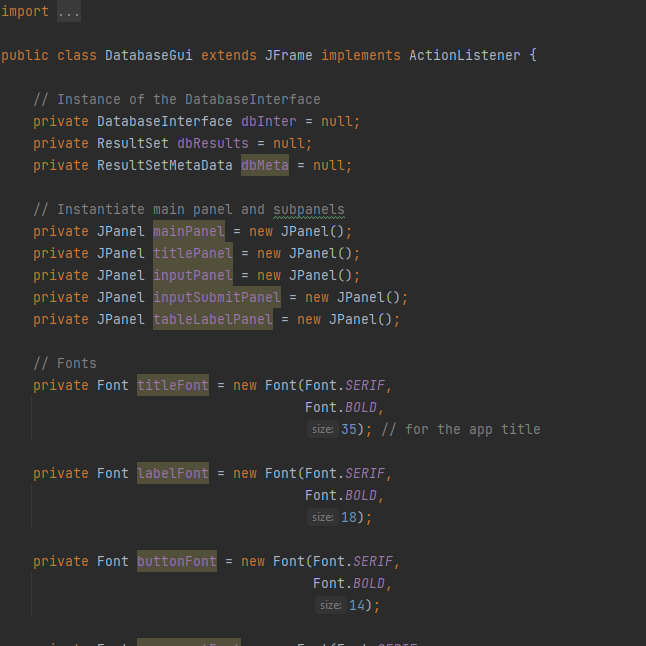 import ...
public class DatabaseGui extends JFrame implements ActionListener {
// Instance of the DatabaseInterface
private DatabaseInterface dbInter = null;
private ResultSet dbResults = null;
private ResultSetMetaData dbMeta = null;
// Instantiate main panel and subpanels
private JPanel mainPanel = new JPanel();
private JPanel titlePanel = new JPanel();
private JPanel inputPanel = new JPanel();
private JPanel inputSubmitPanel = new JPanel();
private JPanel tableLabelPanel = new JPanel();
// Fonts
private Font titleFont = new Font(Font.SERIF,
Font.BOLD,
size: 35); // for the app title
private Font labelFont = new Font(Font.SERIF,
Font.BOLD,
size: 18);
private Font buttonFont = new Font(Font.SERIF,
Font.BOLD,
size: 14);